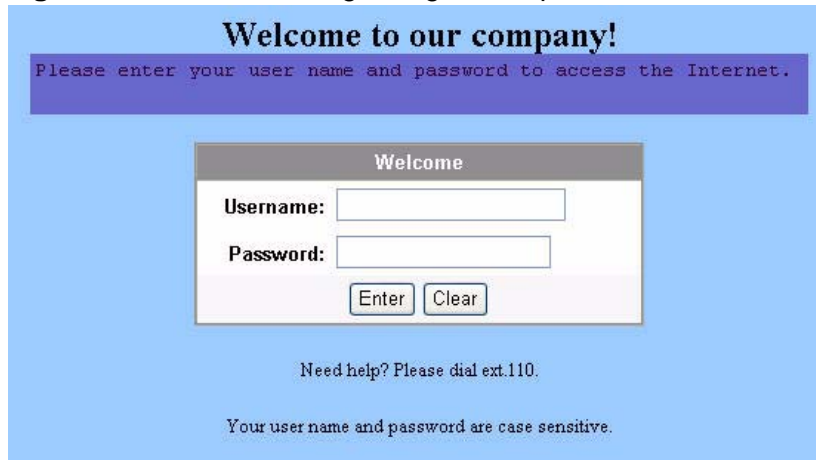 Welcome to our company!
Please enter your user name and password to access the Internet.
Welcome
Username:
Password:
Enter Clear
Need help? Please dial ext.110.
Your user name and password are case sensitive.